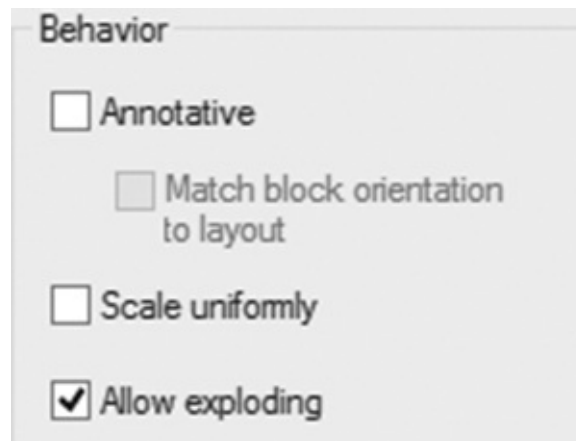 Behavior
Annotative
Match block orientation
to layout
Scale uniformly
Allow exploding